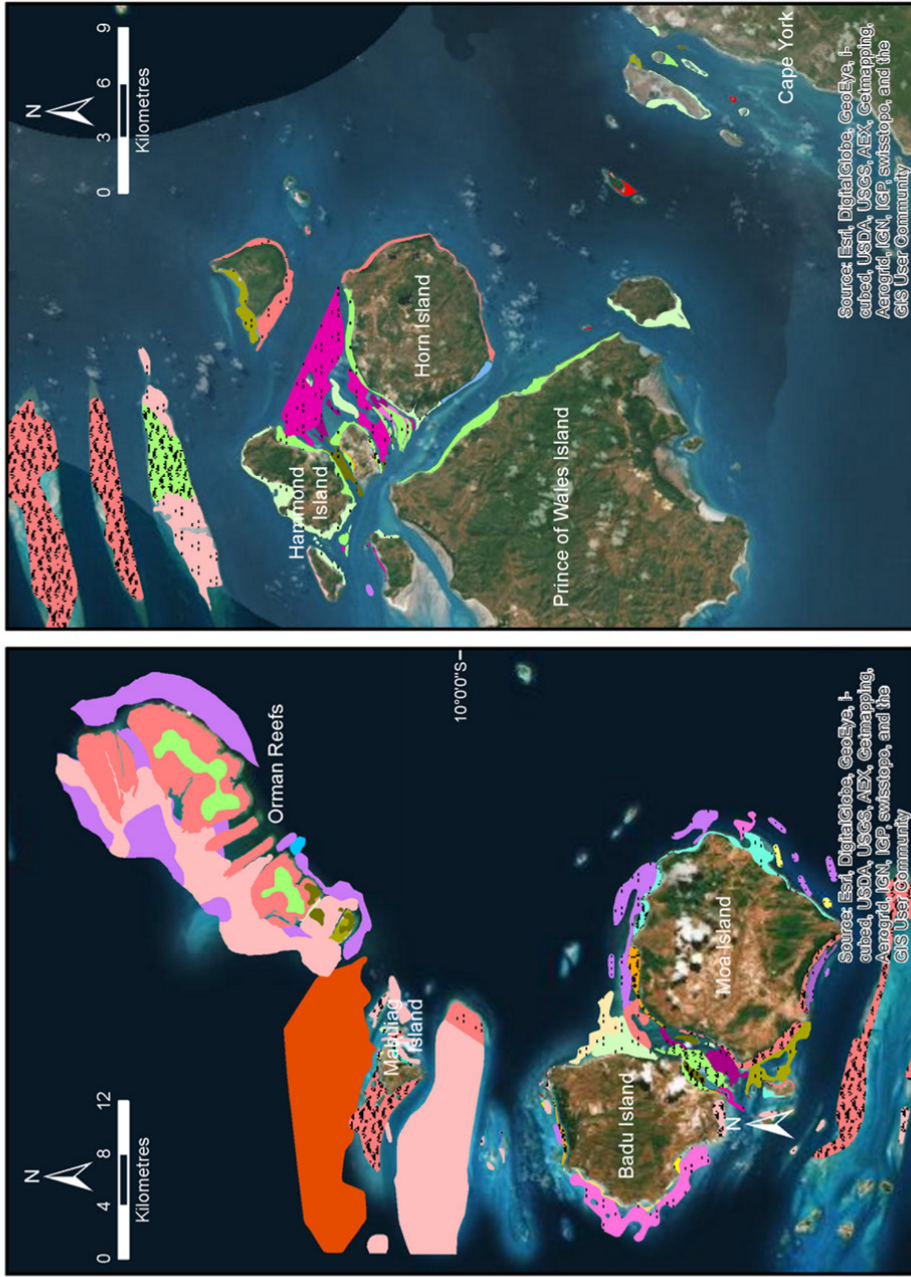 N
0 3 6 9
Kilometres
Hammond
Island
Horn Island
Prince of Wales Island
Cape York
Source: Esri, DigitalGlobe, GeoEye, i-
cubed, USDA, USGS, AEX, Getmapping,
Aerogrid, IGN, IGP, swisstopo, and the
GIS User Community
N
0 4 8 12
Kilometres
Orman Reefs
10°0'0"S
Mabuiag
Island
Badu Island
Moa Island
N
Source: Esri, DigitalGlobe, GeoEye, i-
cubed, USDA, USGS, AEX, Getmapping,
Aerogrid, IGN, IGP, swisstopo, and the
GIS User Community